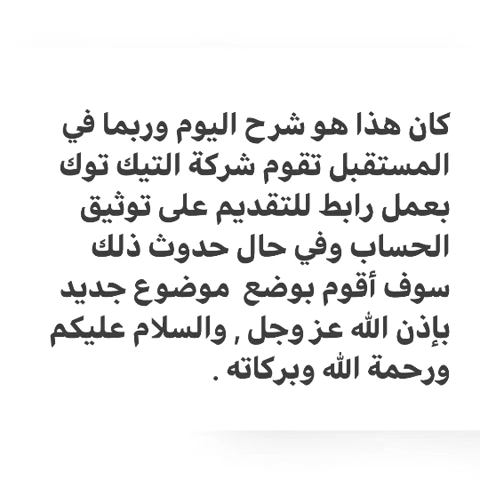 كان هذا هو شرح اليوم وربما في
المستقبل تقوم شركة التيك توك
بعمل رابط للتقديم على توثيق
الحساب وفي حال حدوث ذلك
سوف أقوم بوضع موضوع جديد
بإذن الله عز وجل , والسلام عليكم
ورحمة الله وبركاته .